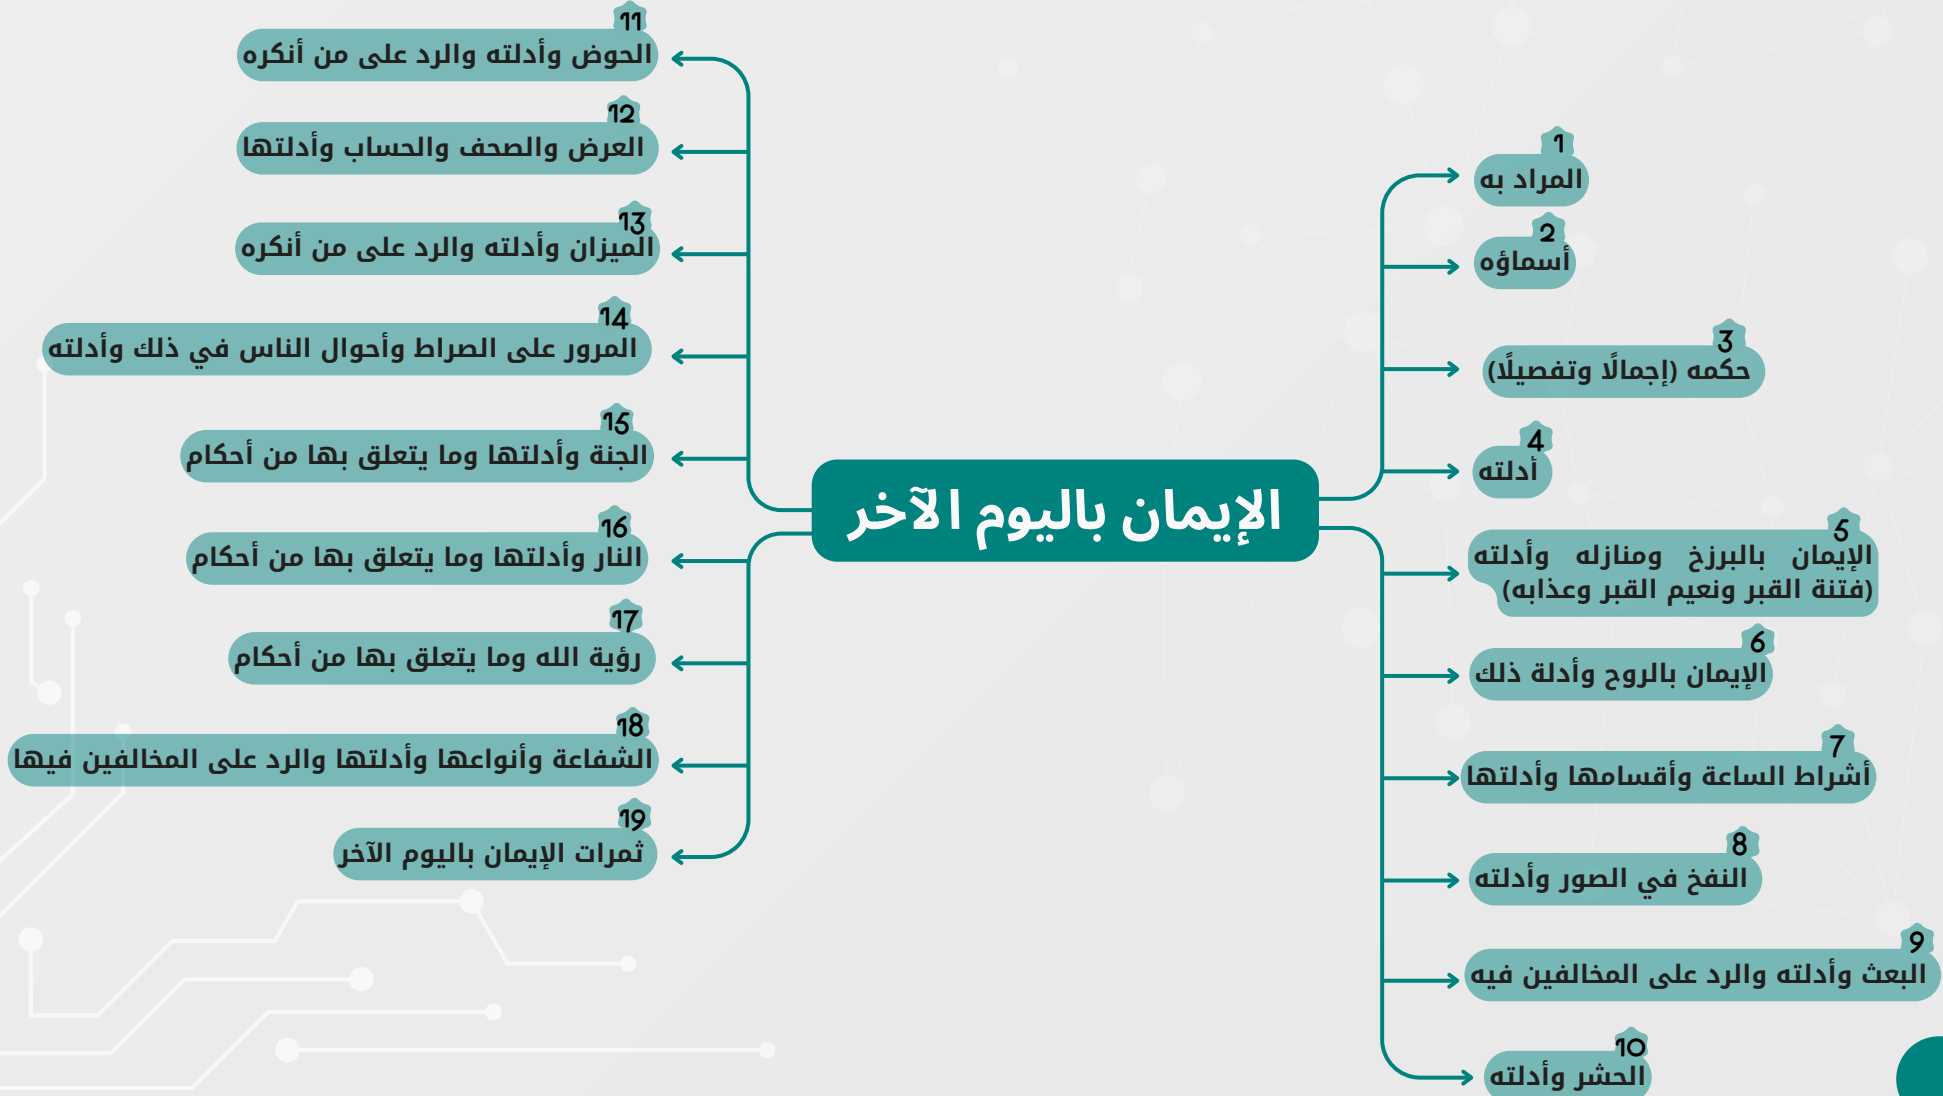 الإيمان باليوم الآخر
1
المراد به
2
أسماؤه
3
حكمه (إجمالًا وتفصيلًا)
4
أدلته
5
الإيمان بالبرزخ ومنازله وأدلته
(فتنة القبر ونعيم القبر وعذابه)
6
الإيمان بالروح وأدلة ذلك
7
أشراط الساعة وأقسامها وأدلتها
8
النفخ في الصور وأدلته
9
البعث وأدلته والرد على المخالفين فيه
10
الحشر وأدلته
11
الحوض وأدلته والرد على من أنكره
12
العرض والصحف والحساب وأدلتها
13
الميزان وأدلته والرد على من أنكره
14
المرور على الصراط وأحوال الناس في ذلك وأدلته
15
الجنة وأدلتها وما يتعلق بها من أحكام
16
النار وأدلتها وما يتعلق بها من أحكام
17
رؤية الله وما يتعلق بها من أحكام
18
الشفاعة وأنواعها وأدلتها والرد على المخالفين فيها
19
ثمرات الإيمان باليوم الآخر